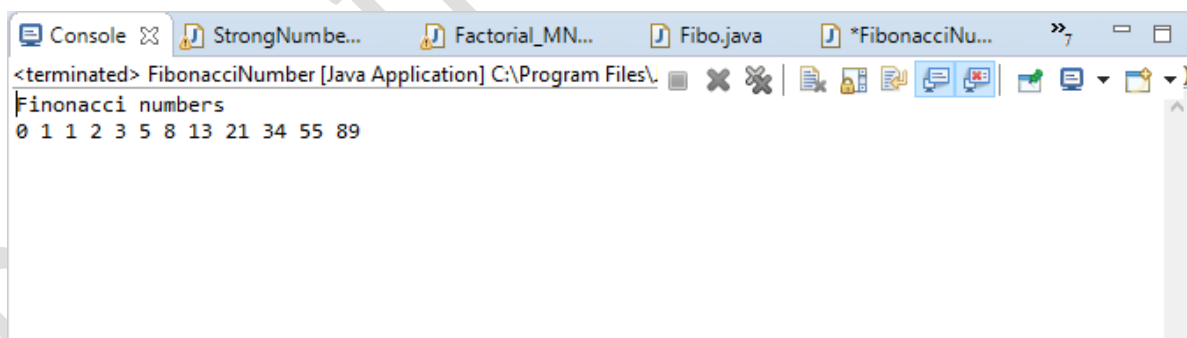 Console StrongNumbe... Factorial_MN... Fibo.java *FibonacciNu... »7
<terminated> FibonacciNumber [Java Application] C:\Program Files\.
Finonacci numbers
0 1 1 2 3 5 8 13 21 34 55 89